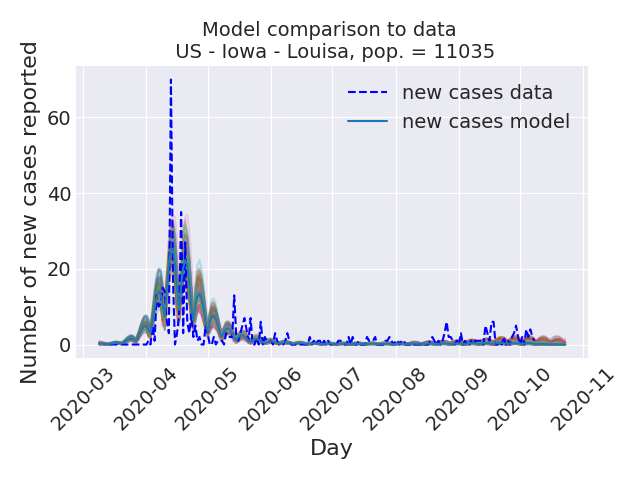 Model comparison to data
US - Iowa - Louisa, pop. = 11035
Number of new cases reported
60
40
20
0
new cases data
new cases model
2020-03
2020-04
2020-05
2020-06
2020-07
2020-08
2020-09
2020-10
2020-11
Day